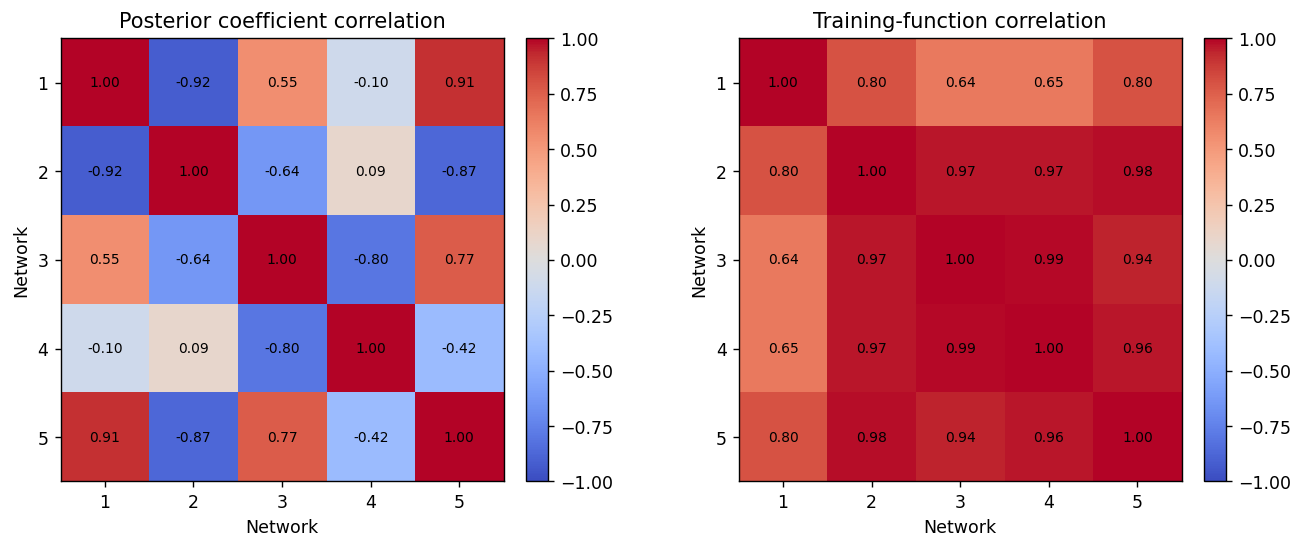 Posterior coefficient correlation
1.00 -0.92 0.55 -0.10 0.91
-0.92 1.00 -0.64 0.09 -0.87
0.55 -0.64 1.00 -0.80 0.77
-0.10 0.09 -0.80 1.00 -0.42
0.91 -0.87 0.77 -0.42 1.00
1
2
3
4
5
Network
1 2 3 4 5
Network
1.00
0.75
0.50
0.25
0.00
−0.25
−0.50
−0.75
−1.00
Training-function correlation
1.00 0.80 0.64 0.65 0.80
0.80 1.00 0.97 0.97 0.98
0.64 0.97 1.00 0.99 0.94
0.65 0.97 0.99 1.00 0.96
0.80 0.98 0.94 0.96 1.00
1
2
3
4
5
Network
1 2 3 4 5
Network
1.00
0.75
0.50
0.25
0.00
−0.25
−0.50
−0.75
−1.00